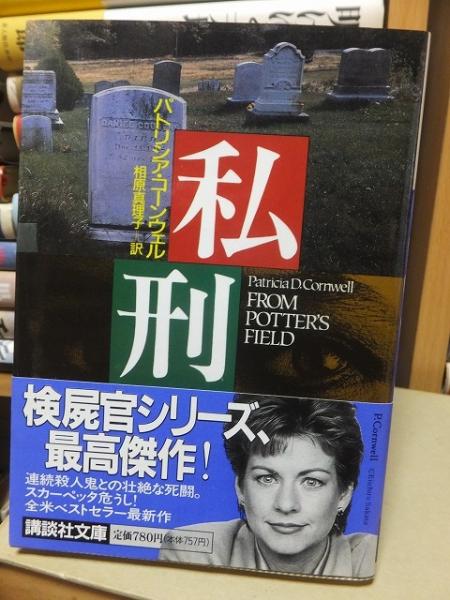 パトリシア・コーンウェル
相原真理子 訳
私刑
Patricia D. Cornwell
FROM
POTTER'S
FIELD
検屍官シリーズ、
最高傑作!
連続殺人鬼との壮絶な死闘。
スカーペッタ危うし!
全米ベストセラー最新作
講談社文庫
定価780円(本体757円)
P.Cornwell